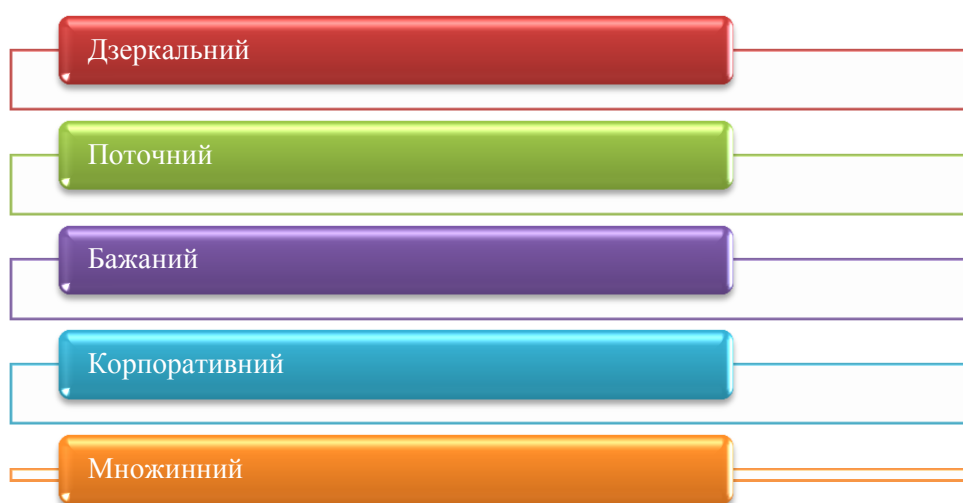 Дзеркальний
Поточний
Бажаний
Корпоративний
Множинний